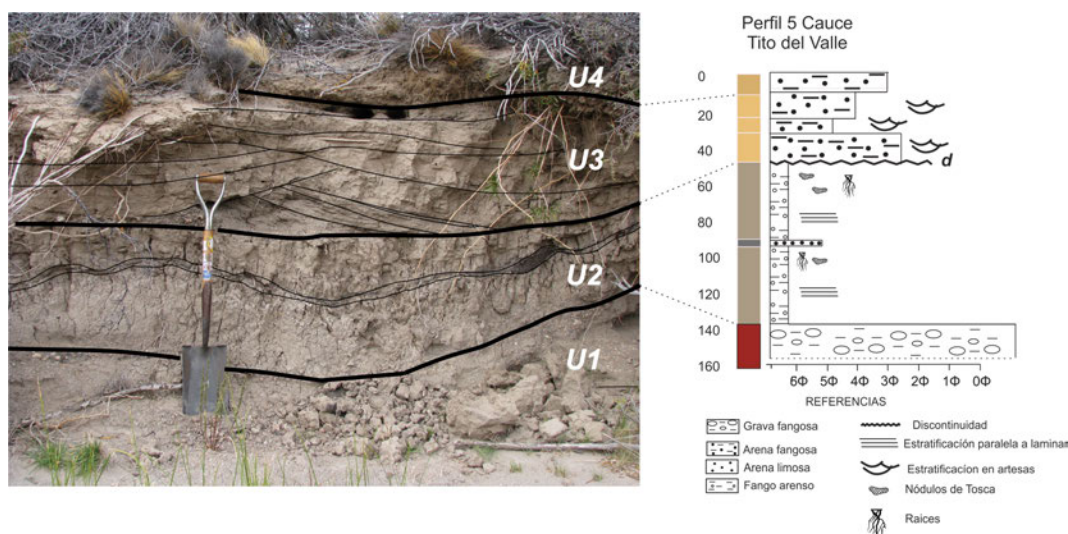 Perfil 5 Cauce
Tito del Valle
U4
U3
U2
U1
0
20
40
60
80
100
120
140
160
d
6Φ 5Φ 4Φ 3Φ 2Φ 1Φ 0Φ
REFERENCIAS
Grava fangosa
Arena fangosa
Arena limosa
Fango arenso
Discontinuidad
Estratificación paralela a laminar
Estratificacion en artesas
Nódulos de Tosca
Raices